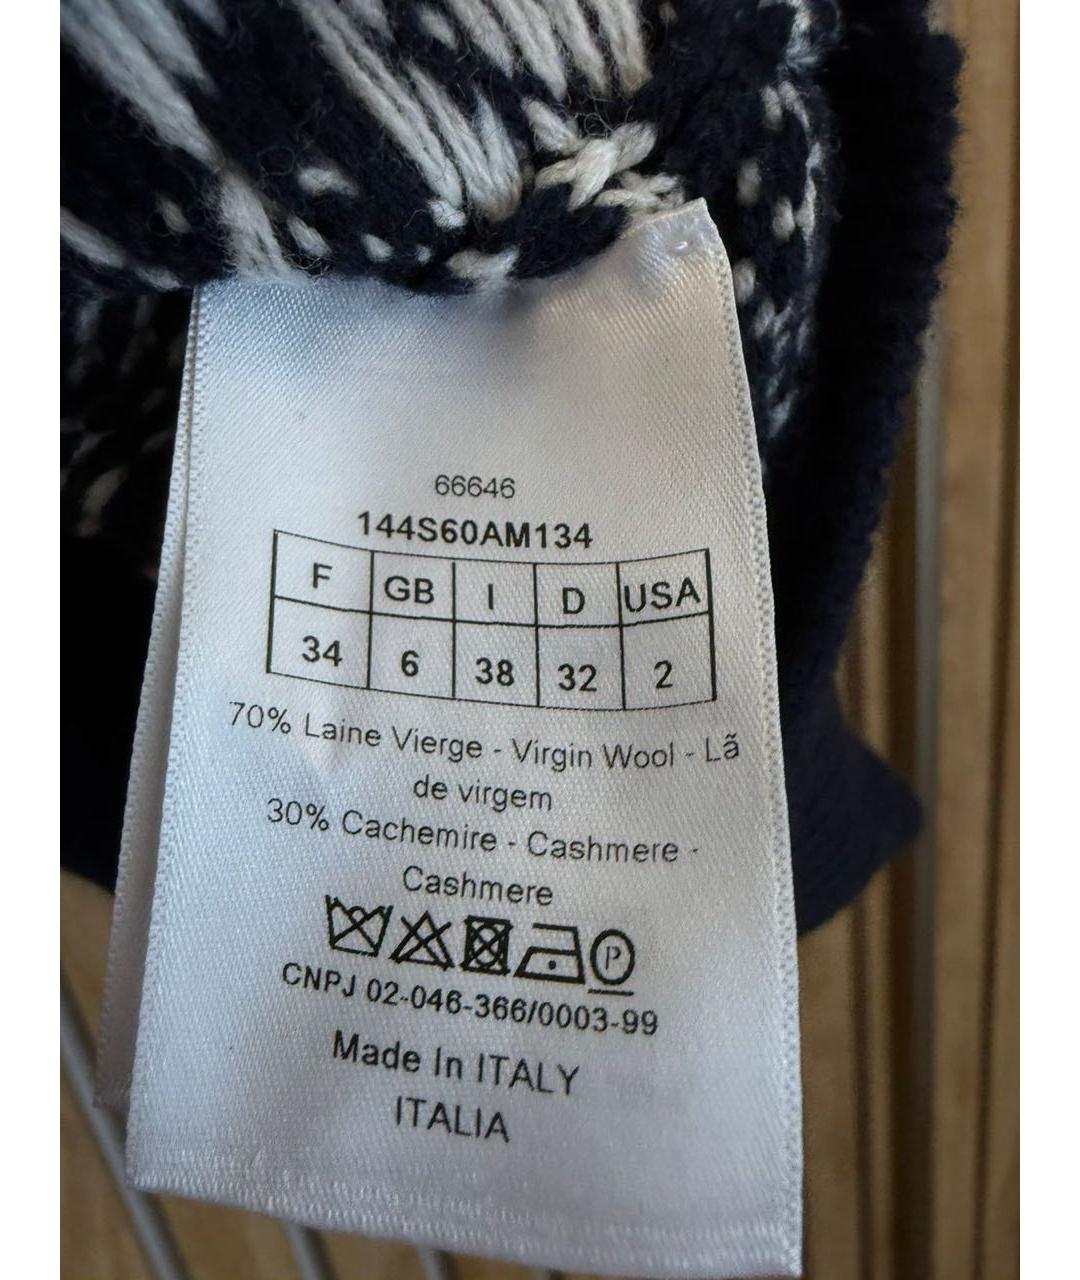 66646
144S60AM134
F GB I D USA
34 6 38 32 2
70% Laine Vierge - Virgin Wool - Lã
de virgem
30% Cachemire - Cashmere -
Cashmere
P
CNPJ 02-046-366/0003-99
Made In ITALY
ITALIA